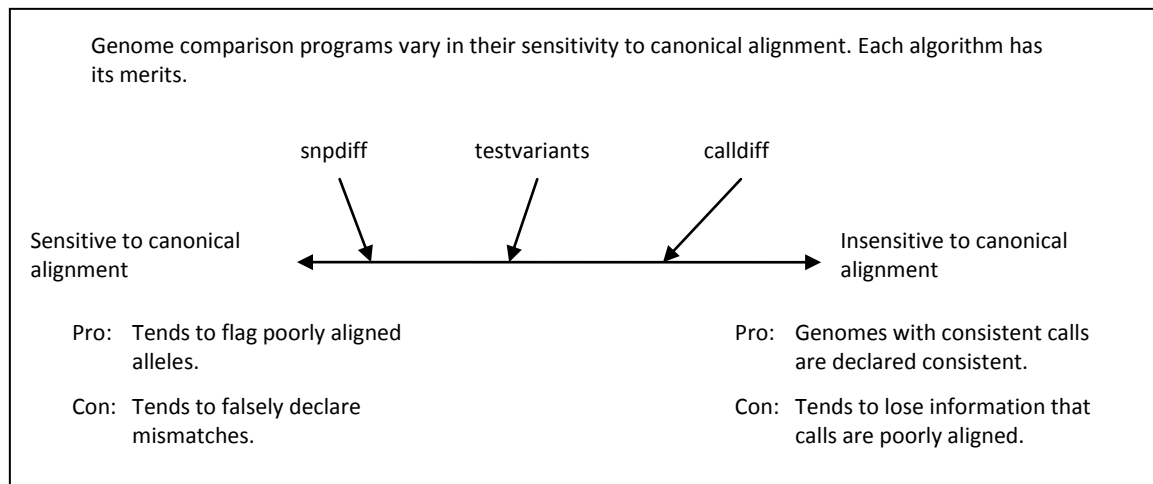 Genome comparison programs vary in their sensitivity to canonical alignment. Each algorithm has
its merits.
snpdiff testvariants calldiff
Sensitive to canonical
alignment
Insensitive to canonical
alignment
Pro: Tends to flag poorly aligned
alleles.
Con: Tends to falsely declare
mismatches.
Pro: Genomes with consistent calls
are declared consistent.
Con: Tends to lose information that
calls are poorly aligned.